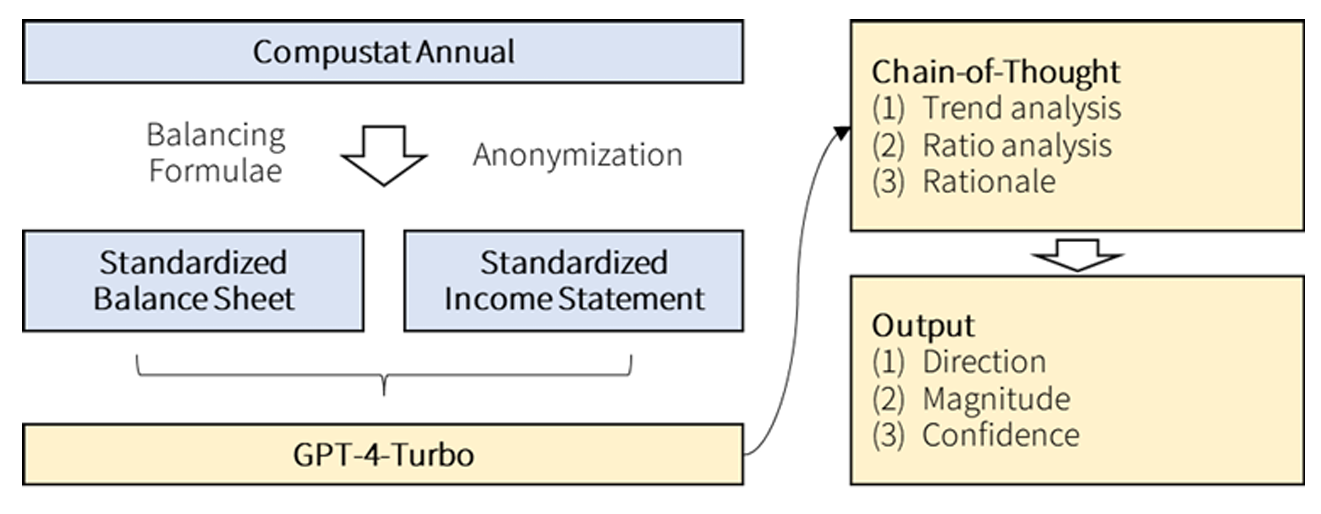 Compustat Annual
Balancing
Formulae
Anonymization
Standardized
Balance Sheet
Standardized
Income Statement
GPT-4-Turbo
Chain-of-Thought
(1) Trend analysis
(2) Ratio analysis
(3) Rationale
Output
(1) Direction
(2) Magnitude
(3) Confidence